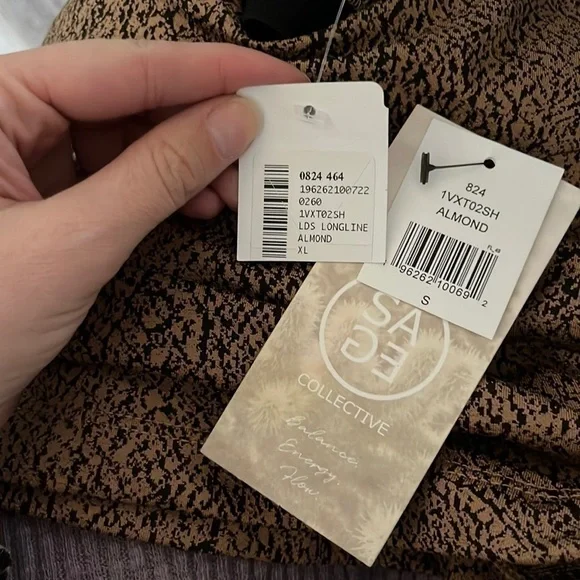 0824 464
196262100722
0260
1VXT02SH
LDS LONGLINE
ALMOND
XL
824
1VXT02SH
ALMOND
FL_48
96262 10069 2
S
SA
GE
COLLECTIVE
Balance.
Energy.
Flow.